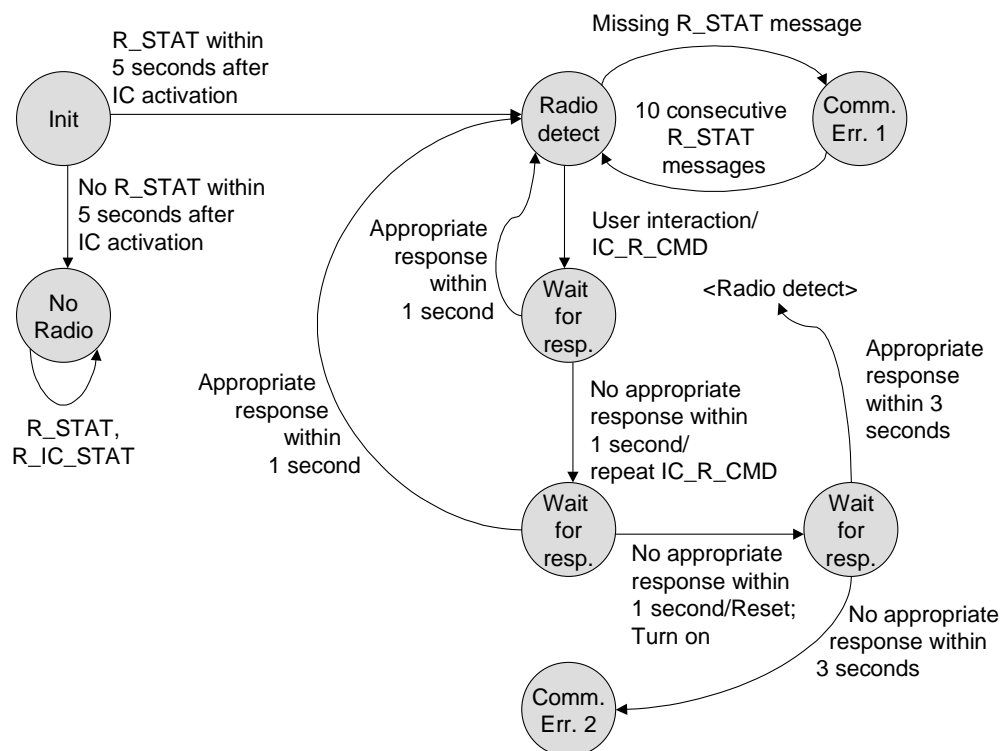 Missing R_STAT message
R_STAT within
5 seconds after
IC activation
Init
Radio
detect
10 consecutive
R_STAT
messages
Comm.
Err. 1
No R_STAT within
5 seconds after
IC activation
Appropriate
response
within
1 second
User interaction/
IC_R_CMD
No
Radio
Wait
for
resp.
<Radio detect>
R_STAT,
R_IC_STAT
Appropriate
response
within
1 second
No appropriate
response within
1 second/
repeat IC_R_CMD
Appropriate
response
within 3
seconds
Wait
for
resp.
No appropriate
response within
1 second/Reset;
Turn on
Wait
for
resp.
No appropriate
response within
3 seconds
Comm.
Err. 2